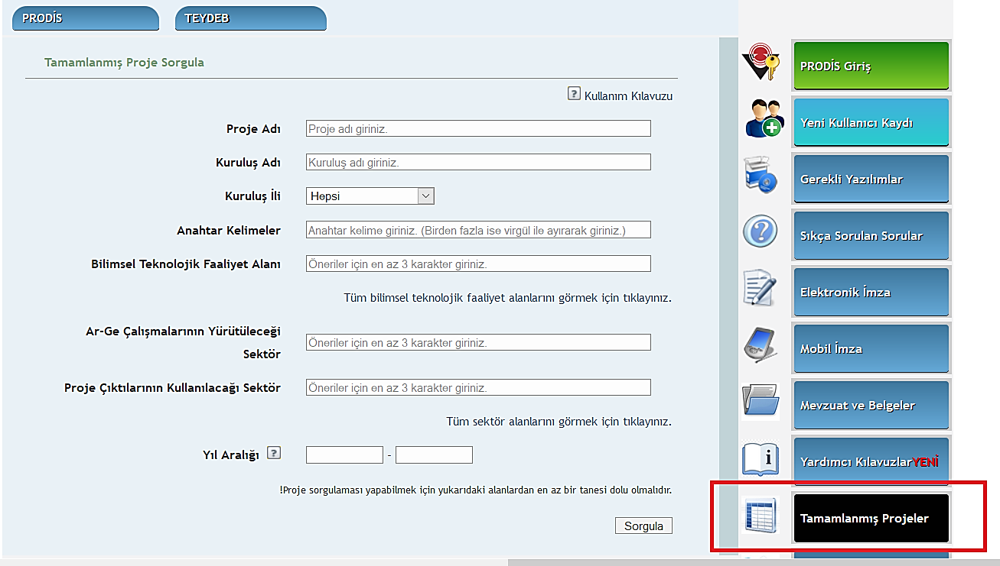 PRODİS
TEYDEB
Tamamlanmış Proje Sorgula
? Kullanım Kılavuzu
Proje Adı
Proje adı giriniz.
Kuruluş Adı
Kuruluş adı giriniz.
Kuruluş İli
Hepsi
Anahtar Kelimeler
Anahtar kelime giriniz. (Birden fazla ise virgül ile ayırarak giriniz.)
Bilimsel Teknolojik Faaliyet Alanı
Öneriler için en az 3 karakter giriniz.
Tüm bilimsel teknolojik faaliyet alanlarını görmek için tıklayınız.
Ar-Ge Çalışmalarının Yürütüleceği
Sektör
Öneriler için en az 3 karakter giriniz.
Proje Çıktılarının Kullanılacağı Sektör
Öneriler için en az 3 karakter giriniz.
Tüm sektör alanlarını görmek için tıklayınız.
Yıl Aralığı ? -
!Proje sorgulaması yapabilmek için yukarıdaki alanlardan en az bir tanesi dolu olmalıdır.
Sorgula
PRODİS Giriş
Yeni Kullanıcı Kaydı
Gerekli Yazılımlar
Sıkça Sorulan Sorular
Elektronik İmza
Mobil İmza
Mevzuat ve Belgeler
Yardımcı KılavuzlarYENİ
Tamamlanmış Projeler